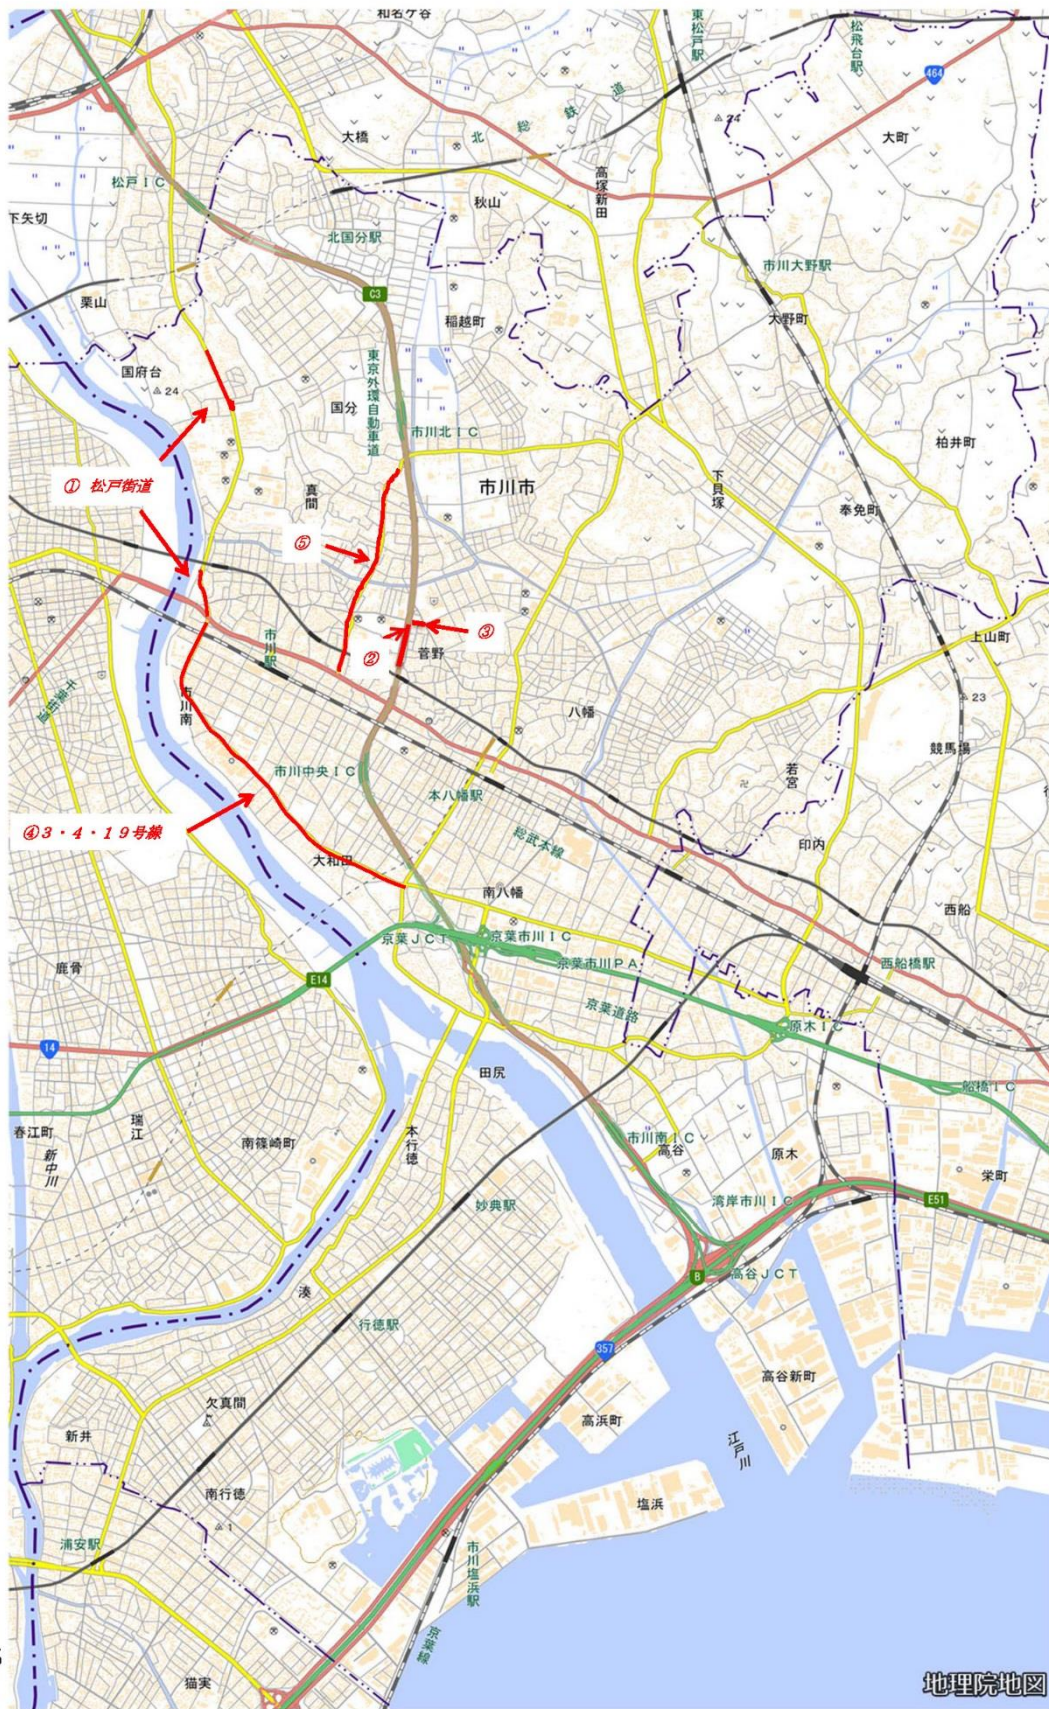 和名ケ谷
東松戸駅
松飛台駅
464
24
大町
大橋
北総鉄道
高塚新田
松戸IC
秋山
下矢切
北国分駅
市川大野駅
C3
栗山
稲越町
大野町
国府台
24
東京外環自動車道
国分
市川北IC
柏井町
① 松戸街道
真間
市川市
下貝塚
奉免町
⑤
③
②
菅野
上山町
市川駅
23
千葉街道
市川南
八幡
競馬場
市川中央IC
若宮
本八幡駅
④3・4・19号線
総武本線
印内
大和田
南八幡
西船
京葉JCT
京葉市川IC
西船橋駅
鹿骨
京葉市川PA
E14
京葉道路
原木IC
14
田尻
船橋IC
春江町
瑞江
新中川
南篠崎町
本行徳
市川南IC
高谷
原木
栄町
妙典駅
湾岸市川IC
E51
B
高谷JCT
湊
行徳駅
357
高谷新町
欠真間
新井
高浜町
江戸川
南行徳
1
塩浜
浦安駅
市川塩浜駅
京葉線
猫実
地理院地図